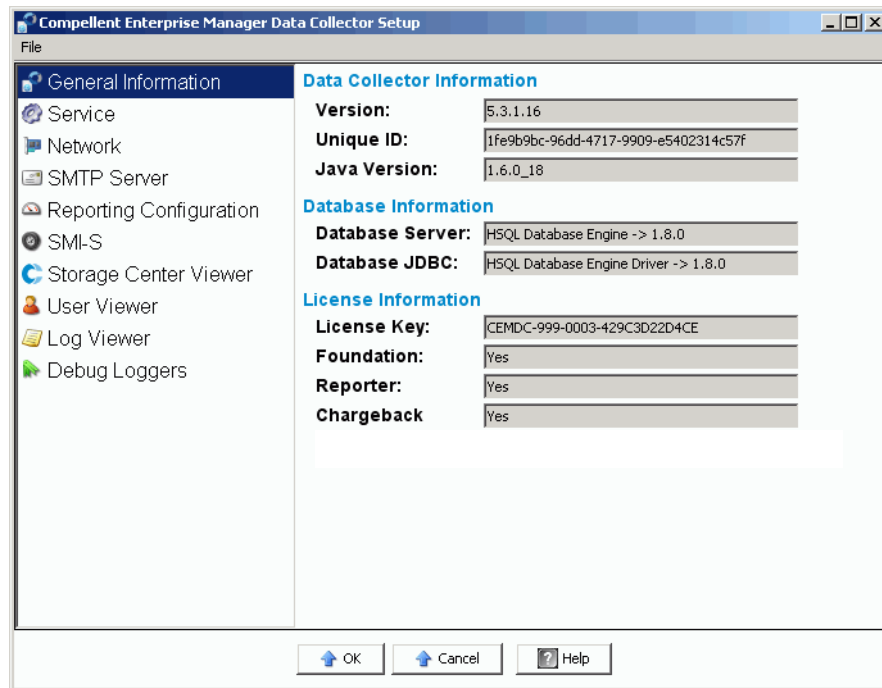 Compellent Enterprise Manager Data Collector Setup
File
General Information
Service
Network
SMTP Server
Reporting Configuration
SMI-S
Storage Center Viewer
User Viewer
Log Viewer
Debug Loggers
Data Collector Information
Version: 5.3.1.16
Unique ID: 1fe9b9bc-96dd-4717-9909-e5402314c57f
Java Version: 1.6.0_18
Database Information
Database Server: HSQL Database Engine -> 1.8.0
Database JDBC: HSQL Database Engine Driver -> 1.8.0
License Information
License Key: CEMDC-999-0003-429C3D22D4CE
Foundation: Yes
Reporter: Yes
Chargeback Yes
OK Cancel ? Help